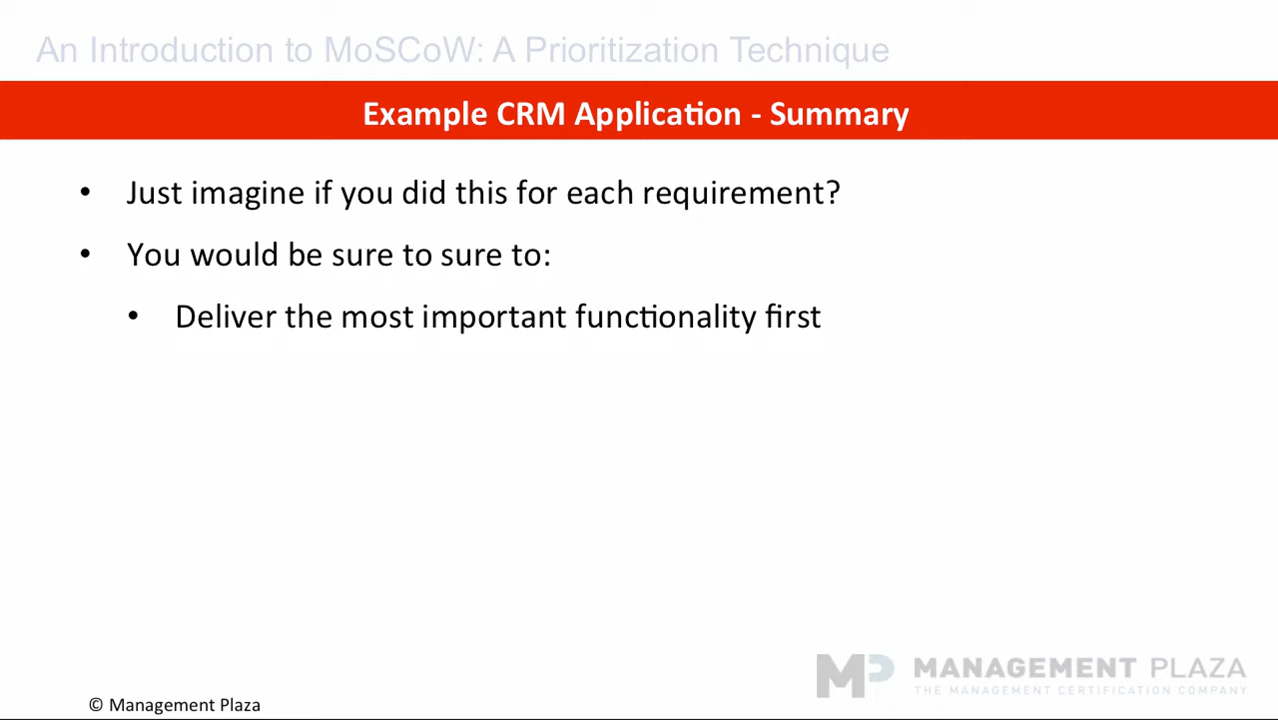 An Introduction to MoSCoW: A Prioritization Technique
Example CRM Application - Summary
• Just imagine if you did this for each requirement?
• You would be sure to sure to:
• Deliver the most important functionality first
MP MANAGEMENT PLAZA
THE MANAGEMENT CERTIFICATION COMPANY
© Management Plaza